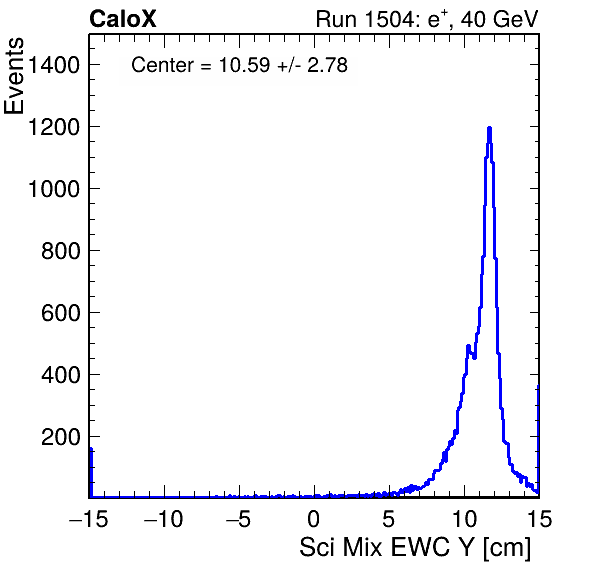 CaloX
Run 1504: e+, 40 GeV
Events
Center = 10.59 +/- 2.78
1400
1200
1000
800
600
400
200
−15 −10 −5 0 5 10 15
Sci Mix EWC Y [cm]